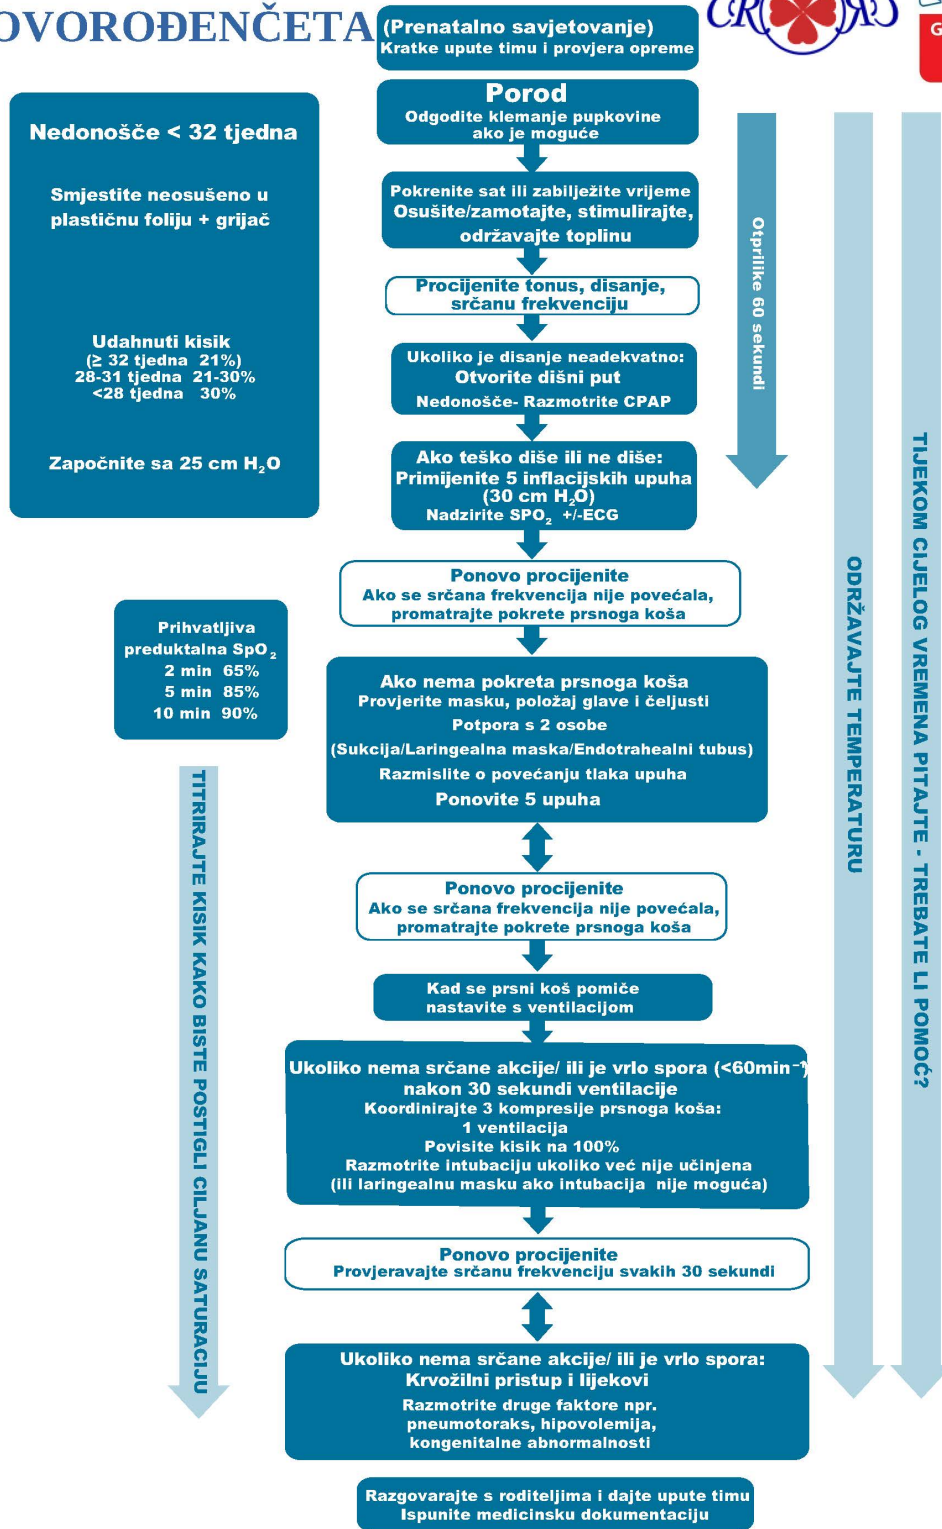 OVOROĐENČETA
(Prenatalno savjetovanje)
Kratke upute timu i provjera opreme
CRO
G
Porod
Odgodite klemanje pupkovine
ako je moguće
Nedonošče < 32 tjedna
Smjestite neosušeno u
plastičnu foliju + grijač
Udahnuti kisik
(≥ 32 tjedna 21%)
28-31 tjedna 21-30%
<28 tjedna 30%
Započnite sa 25 cm H₂O
Pokrenite sat ili zabilježite vrijeme
Osušite/zamotajte, stimulirajte,
održavajte toplinu
Procijenite tonus, disanje,
srčanu frekvenciju
Ukoliko je disanje neadekvatno:
Otvorite dišni put
Nedonošče- Razmotrite CPAP
Ako teško diše ili ne diše:
Primijenite 5 inflacijskih upuha
(30 cm H₂O)
Nadzirite SPO₂ +/-ECG
Otprilike 60 sekundi
Ponovo procijenite
Ako se srčana frekvencija nije povećala,
promatrajte pokrete prsnoga koša
Prihvatljiva
preduktalna SpO₂
2 min 65%
5 min 85%
10 min 90%
Ako nema pokreta prsnoga koša
Provjerite masku, položaj glave i čeljusti
Potpora s 2 osobe
(Sukcija/Laringealna maska/Endotrahealni tubus)
Razmislite o povećanju tlaka upuha
Ponovite 5 upuha
Ponovo procijenite
Ako se srčana frekvencija nije povećala,
promatrajte pokrete prsnoga koša
Kad se prsni koš pomiče
nastavite s ventilacijom
Ukoliko nema srčane akcije/ ili je vrlo spora (<60min⁻¹)
nakon 30 sekundi ventilacije
Koordinirajte 3 kompresije prsnoga koša:
1 ventilacija
Povisite kisik na 100%
Razmotrite intubaciju ukoliko već nije učinjena
(ili laringealnu masku ako intubacija nije moguća)
Ponovo procijenite
Provjeravajte srčanu frekvenciju svakih 30 sekundi
Ukoliko nema srčane akcije/ ili je vrlo spora:
Krvožilni pristup i lijekovi
Razmotrite druge faktore npr.
pneumotoraks, hipovolemija,
kongenitalne abnormalnosti
Razgovarajte s roditeljima i dajte upute timu
Ispunite medicinsku dokumentaciju
TITRIRAJTE KISIK KAKO BISTE POSTIGLI CILJANU SATURACIJU
ODRŽAVAJTE TEMPERATURU
TIJEKOM CIJELOG VREMENA PITAJTE - TREBATE LI POMOĆ?